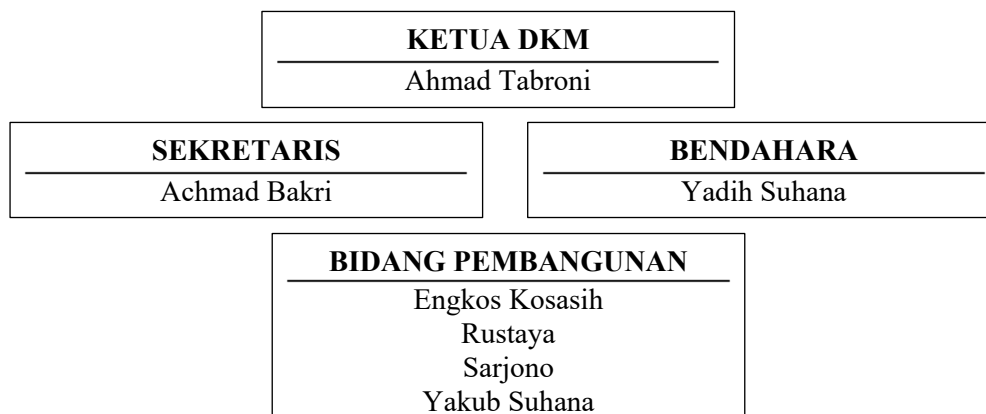 KETUA DKM
Ahmad Tabroni
SEKRETARIS
Achmad Bakri
BENDAHARA
Yadih Suhana
BIDANG PEMBANGUNAN
Engkos Kosasih
Rustaya
Sarjono
Yakub Suhana